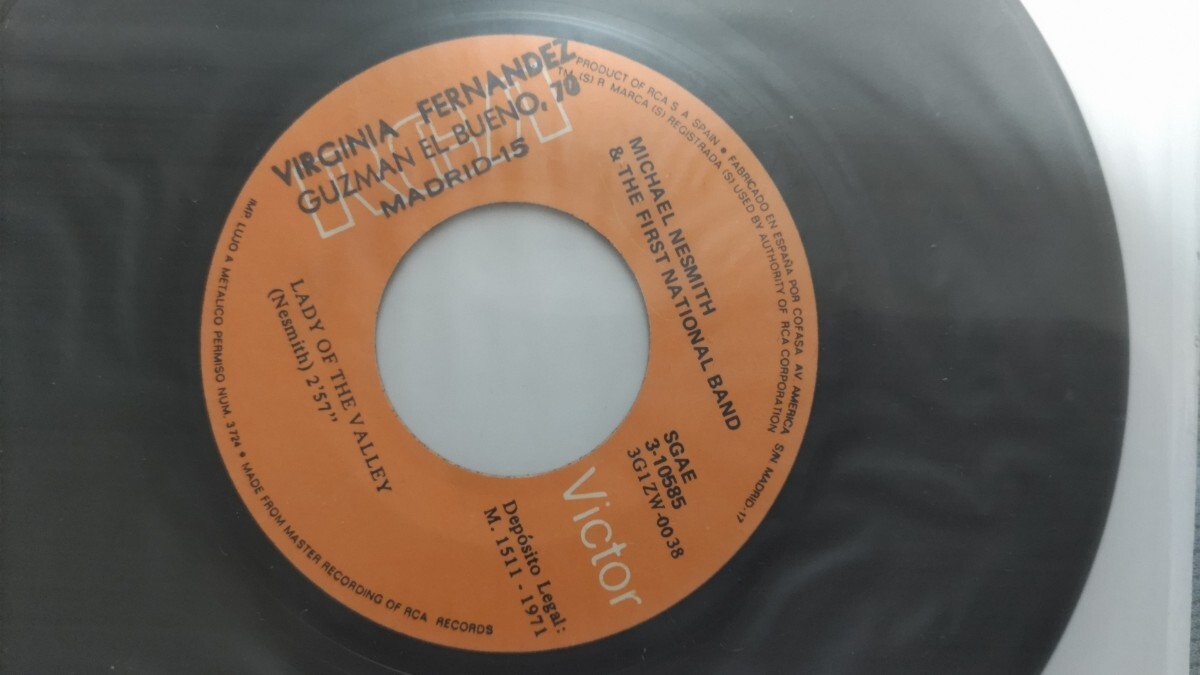 VIRGINIA FERNANDEZ
GUZMAN EL BUENO, 70
MADRID-15
RCA
Victor
MICHAEL NESMITH
& THE FIRST NATIONAL BAND
SGAE
3-10585
3G1ZW-0038
Depósito Legal:
M. 1511 - 1971
LADY OF THE VALLEY
(Nesmith) 2'57"
PRODUCT OF RCA S. A. SPAIN • FABRICADO EN ESPAÑA POR COFASA AV AMERICA S/N MADRID-17
TM (S) R MARCA (S) REGISTRADA (S) USED BY AUTHORITY OF RCA CORPORATION
IMP. LUJO A METALICO PERMISO NUM. 3724 • MADE FROM MASTER RECORDING OF RCA RECORDS